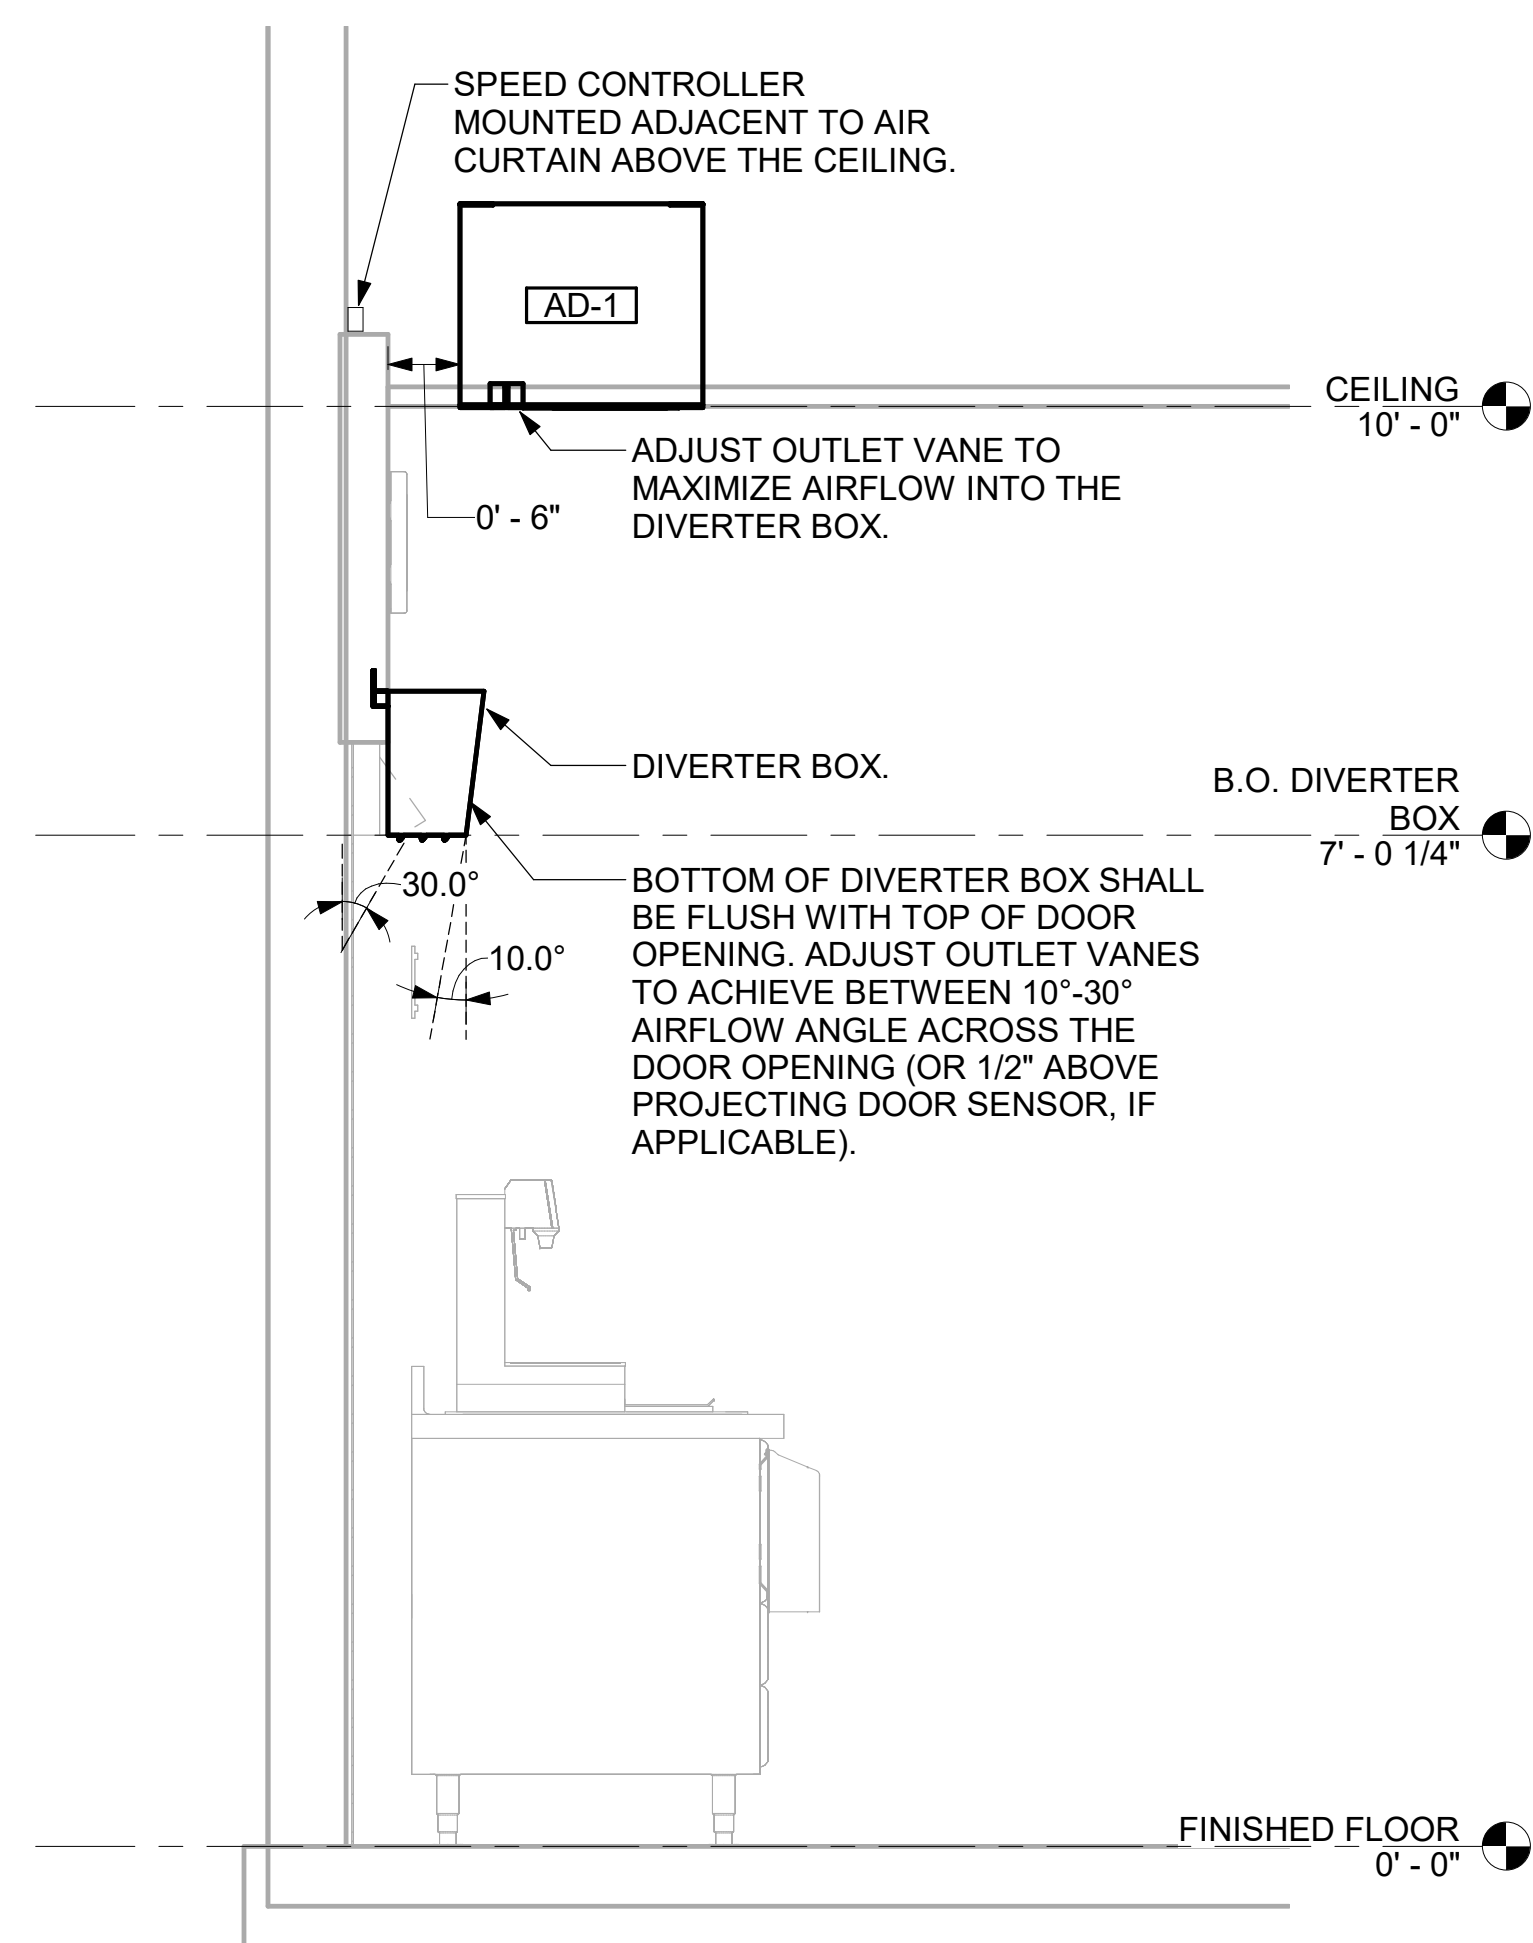 SPEED CONTROLLER
MOUNTED ADJACENT TO AIR
CURTAIN ABOVE THE CEILING.
AD-1
CEILING
10' - 0"
ADJUST OUTLET VANE TO
MAXIMIZE AIRFLOW INTO THE
DIVERTER BOX.
0' - 6"
DIVERTER BOX.
B.O. DIVERTER
BOX
7' - 0 1/4"
30.0°
10.0°
BOTTOM OF DIVERTER BOX SHALL
BE FLUSH WITH TOP OF DOOR
OPENING. ADJUST OUTLET VANES
TO ACHIEVE BETWEEN 10°-30°
AIRFLOW ANGLE ACROSS THE
DOOR OPENING (OR 1/2" ABOVE
PROJECTING DOOR SENSOR, IF
APPLICABLE).
FINISHED FLOOR
0' - 0"